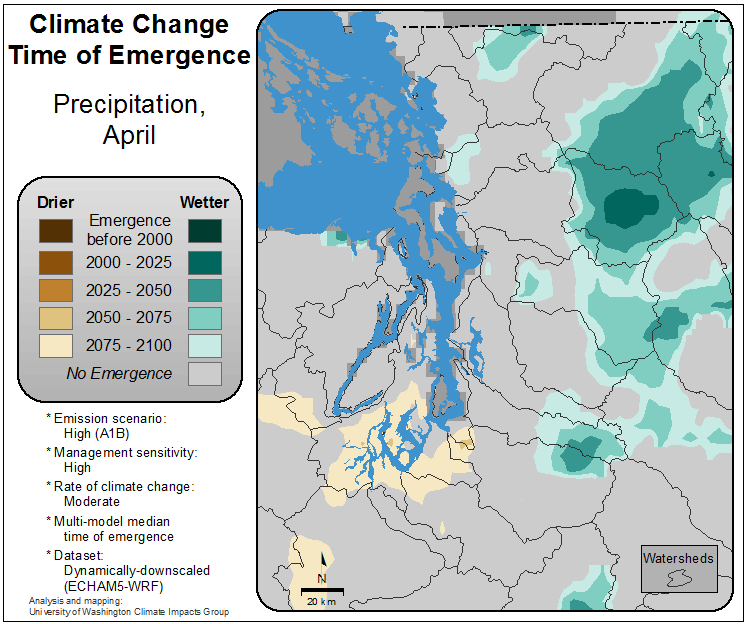 Climate Change
Time of Emergence
Precipitation,
April
Drier
Wetter
Emergence
before 2000
2000 - 2025
2025 - 2050
2050 - 2075
2075 - 2100
No Emergence
* Emission scenario:
High (A1B)
* Management sensitivity:
High
* Rate of climate change:
Moderate
* Multi-model median
time of emergence
* Dataset:
Dynamically-downscaled
(ECHAM5-WRF)
Analysis and mapping:
University of Washington Climate Impacts Group
N
20 km
Watersheds